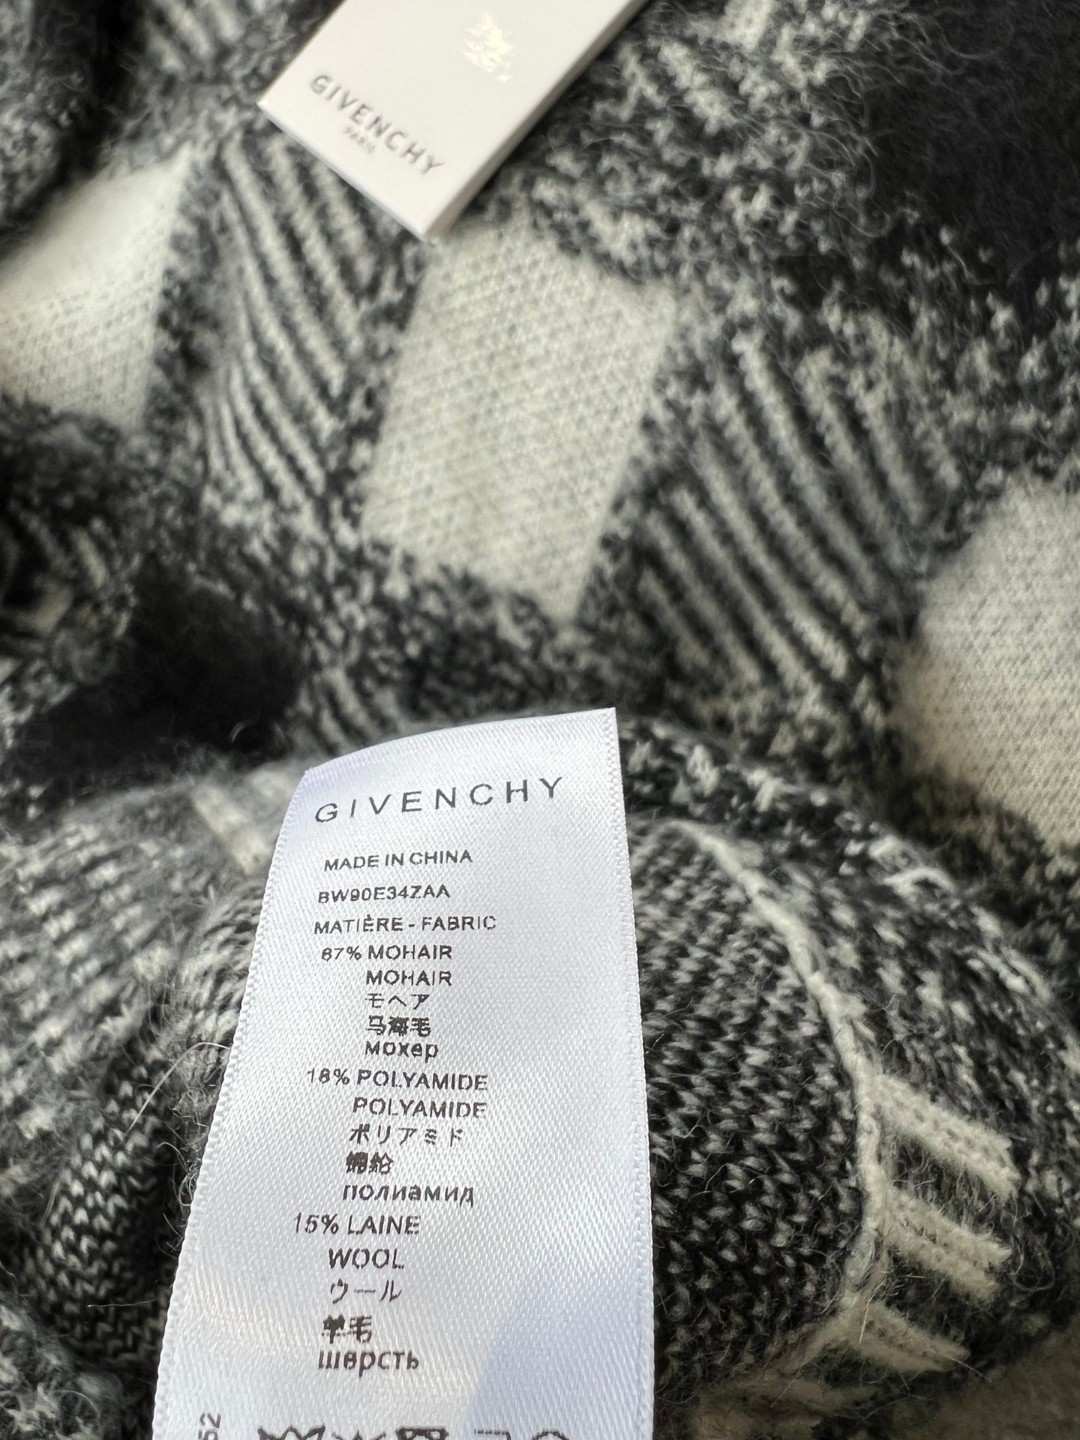 GIVENCHY
PARIS
GIVENCHY
MADE IN CHINA
BW90E34ZAA
MATIÈRE - FABRIC
67% MOHAIR
MOHAIR
モヘア
马海毛
мохер
18% POLYAMIDE
POLYAMIDE
ポリアミド
锦纶
полиамид
15% LAINE
WOOL
ウール
羊毛
шерсть
52